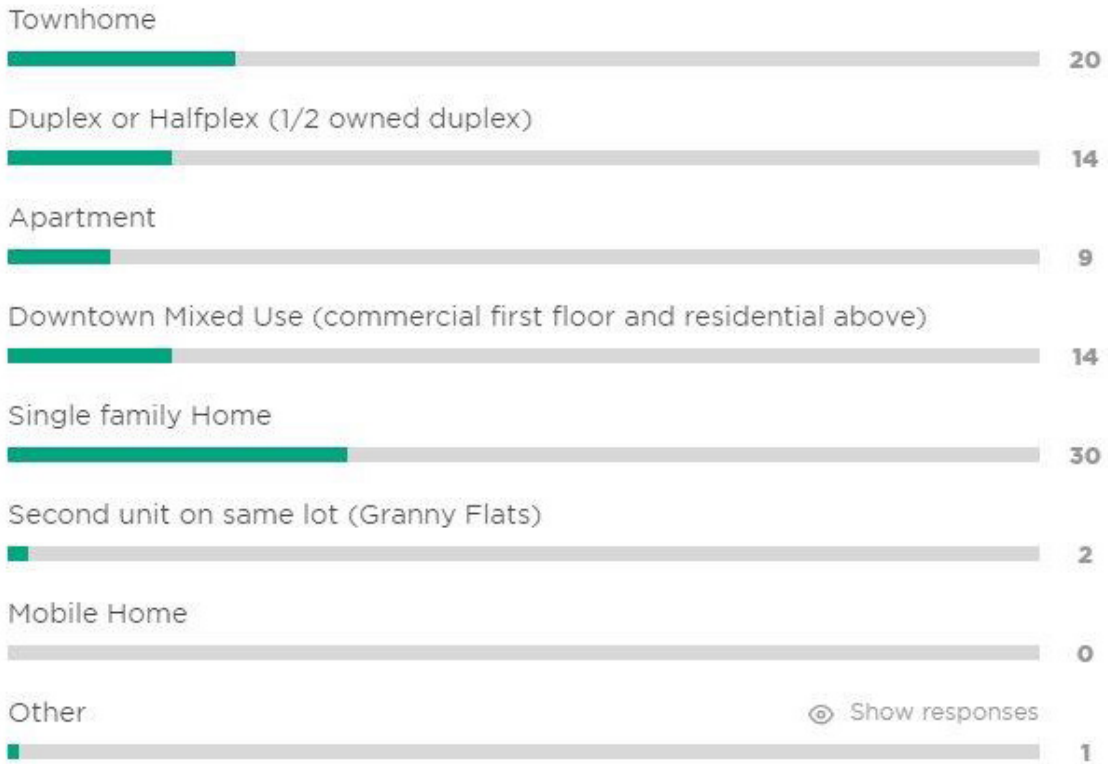 Townhome
20
Duplex or Halfplex (1/2 owned duplex)
14
Apartment
9
Downtown Mixed Use (commercial first floor and residential above)
14
Single family Home
30
Second unit on same lot (Granny Flats)
2
Mobile Home
0
Other Show responses
1